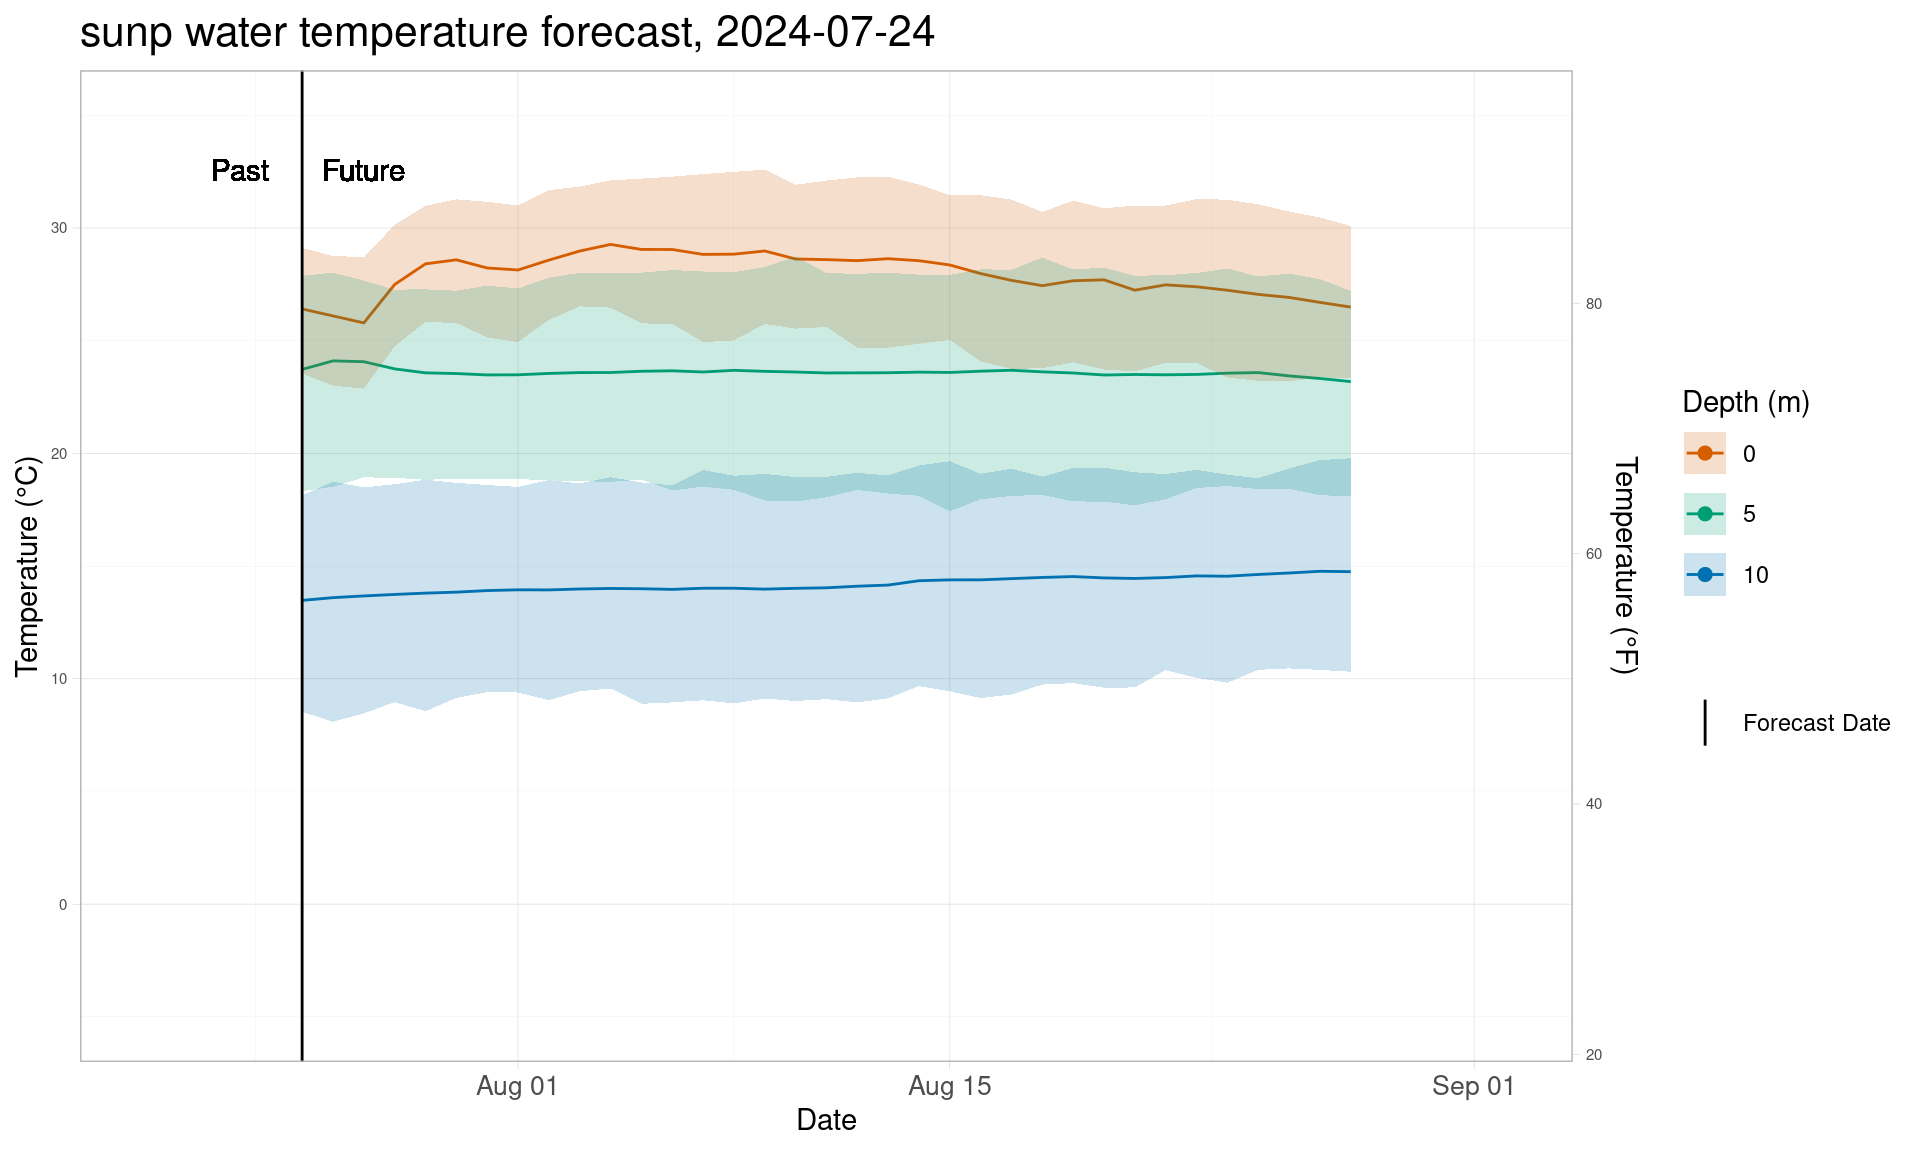 sunp water temperature forecast, 2024-07-24
Past
Future
30
20
10
0
Temperature (°C)
80
60
40
20
Temperature (°F)
Aug 01
Aug 15
Sep 01
Date
Depth (m)
0
5
10
Forecast Date